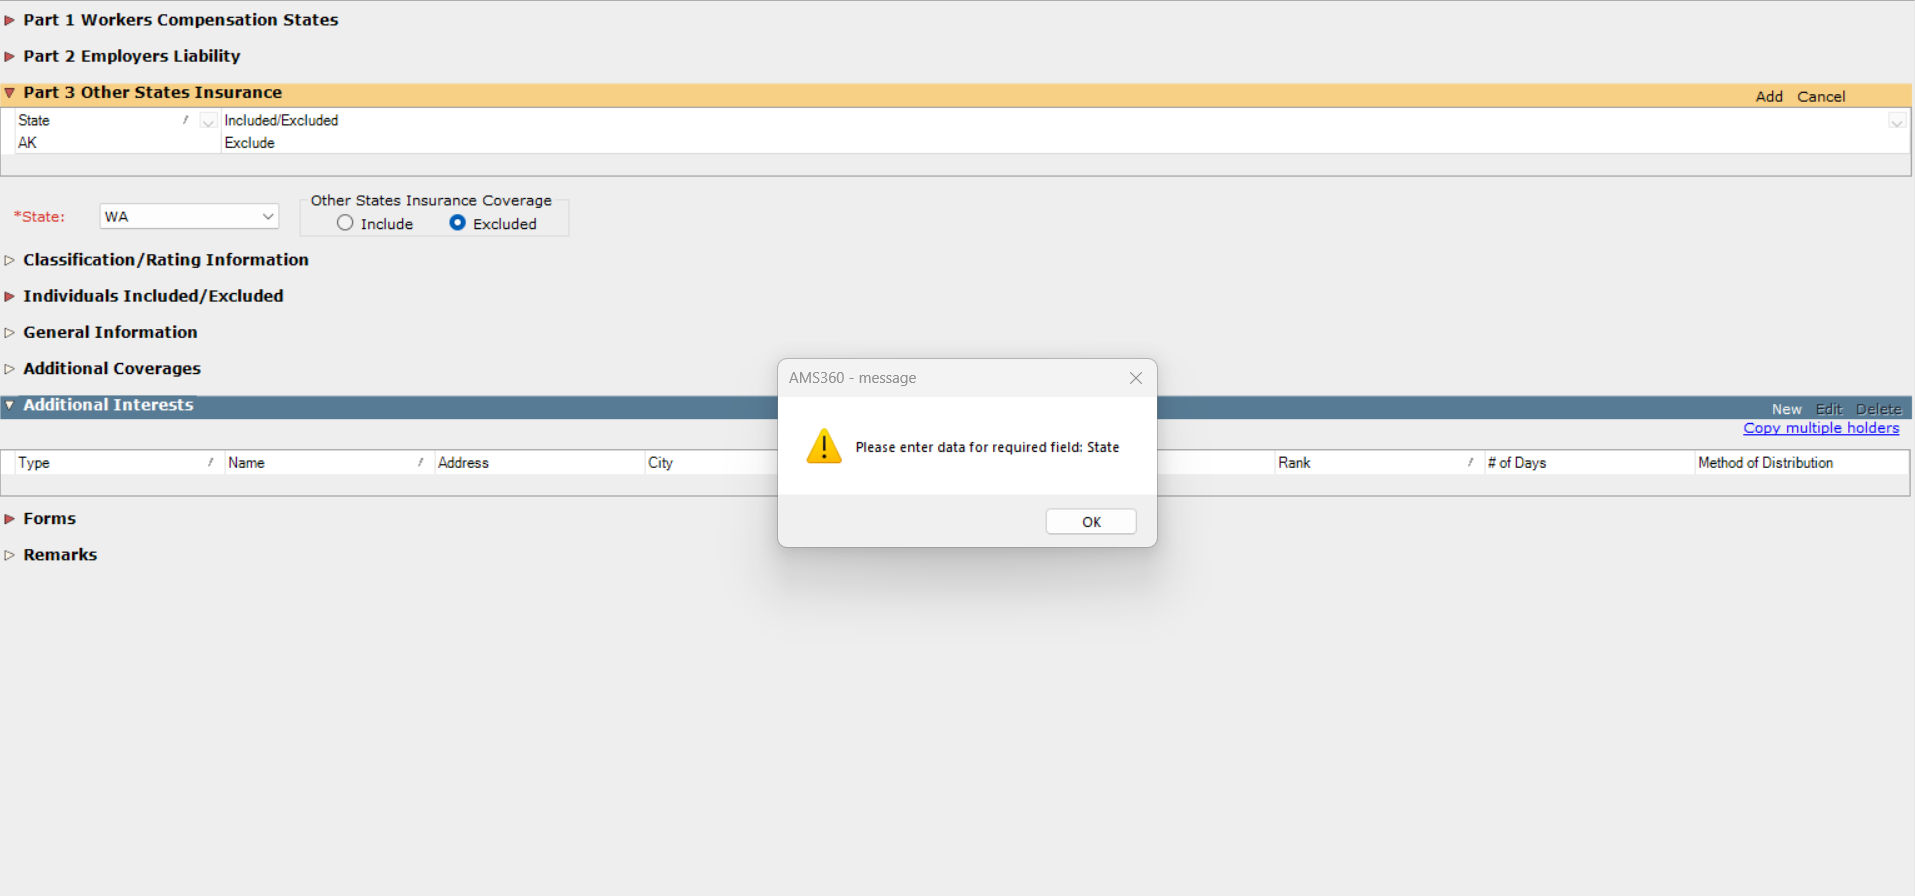 Part 1 Workers Compensation States
Part 2 Employers Liability
Part 3 Other States Insurance Add Cancel
State Included/Excluded
AK Exclude
Other States Insurance Coverage
*State: WA Include Excluded
Classification/Rating Information
Individuals Included/Excluded
General Information
Additional Coverages
AMS360 - message
Please enter data for required field: State
OK
Additional Interests New Edit Delete
Copy multiple holders
Type Name Address City Rank # of Days Method of Distribution
Forms
Remarks